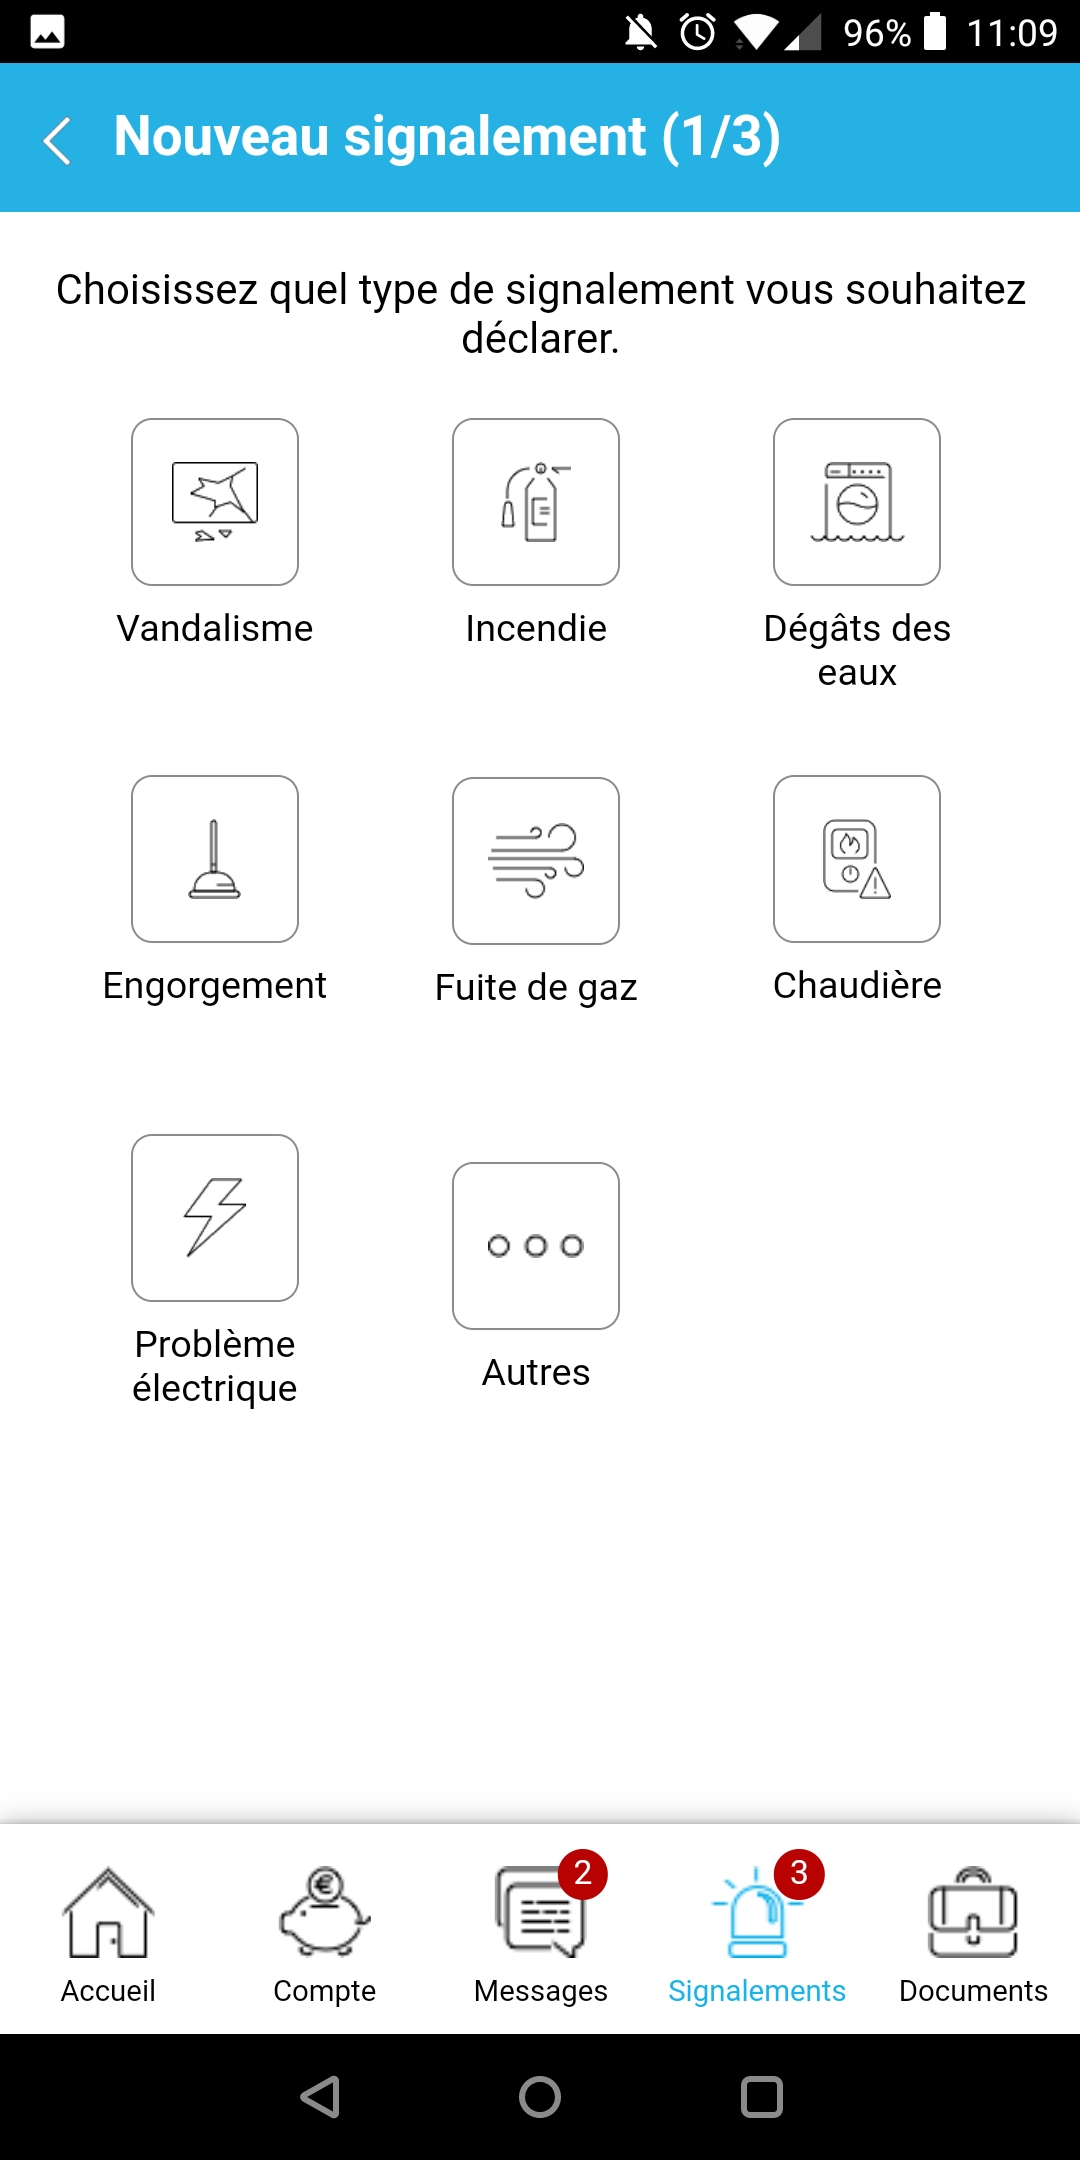 96% 11:09
Nouveau signalement (1/3)
Choisissez quel type de signalement vous souhaitez
déclarer.
Vandalisme
Incendie
Dégâts des
eaux
Engorgement
Fuite de gaz
Chaudière
Problème
électrique
Autres
2
3
Accueil
Compte
Messages
Signalements
Documents